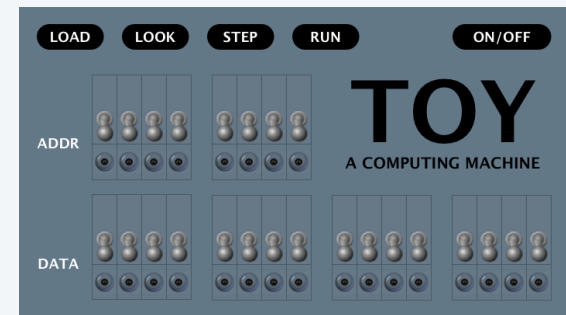 LOAD LOOK STEP RUN ON/OFF
TOY
ADDR
A COMPUTING MACHINE
DATA